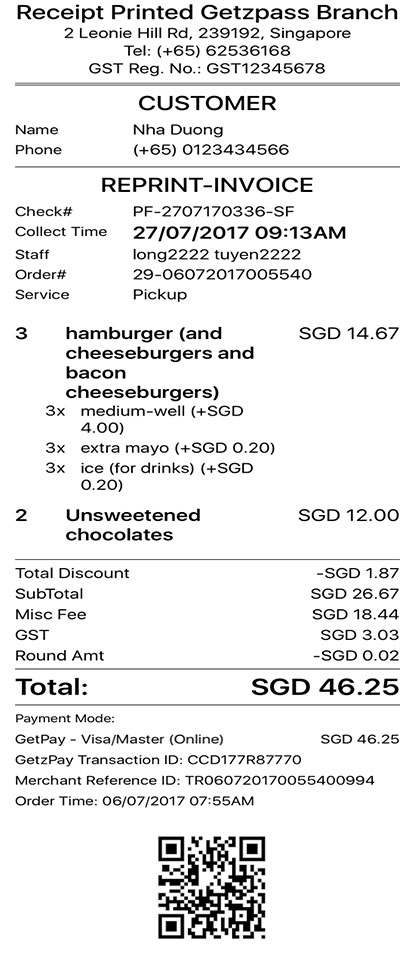 Receipt Printed Getzpass Branch
2 Leonie Hill Rd, 239192, Singapore
Tel: (+65) 62536168
GST Reg. No.: GST12345678
CUSTOMER
Name Nha Duong
Phone (+65) 0123434566
REPRINT-INVOICE
Check# PF-2707170336-SF
Collect Time 27/07/2017 09:13AM
Staff long2222 tuyen2222
Order# 29-06072017005540
Service Pickup
3 hamburger (and SGD 14.67
cheeseburgers and
bacon
cheeseburgers)
3x medium-well (+SGD
4.00)
3x extra mayo (+SGD 0.20)
3x ice (for drinks) (+SGD
0.20)
2 Unsweetened SGD 12.00
chocolates
Total Discount -SGD 1.87
SubTotal SGD 26.67
Misc Fee SGD 18.44
GST SGD 3.03
Round Amt -SGD 0.02
Total: SGD 46.25
Payment Mode:
GetPay - Visa/Master (Online) SGD 46.25
GetzPay Transaction ID: CCD177R87770
Merchant Reference ID: TR060720170055400994
Order Time: 06/07/2017 07:55AM